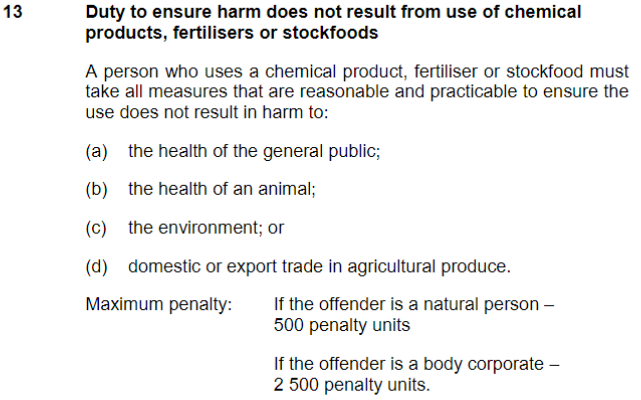 13 Duty to ensure harm does not result from use of chemical
products, fertilisers or stockfoods
A person who uses a chemical product, fertiliser or stockfood must
take all measures that are reasonable and practicable to ensure the
use does not result in harm to:
(a) the health of the general public;
(b) the health of an animal;
(c) the environment; or
(d) domestic or export trade in agricultural produce.
Maximum penalty: If the offender is a natural person –
500 penalty units
If the offender is a body corporate –
2 500 penalty units.